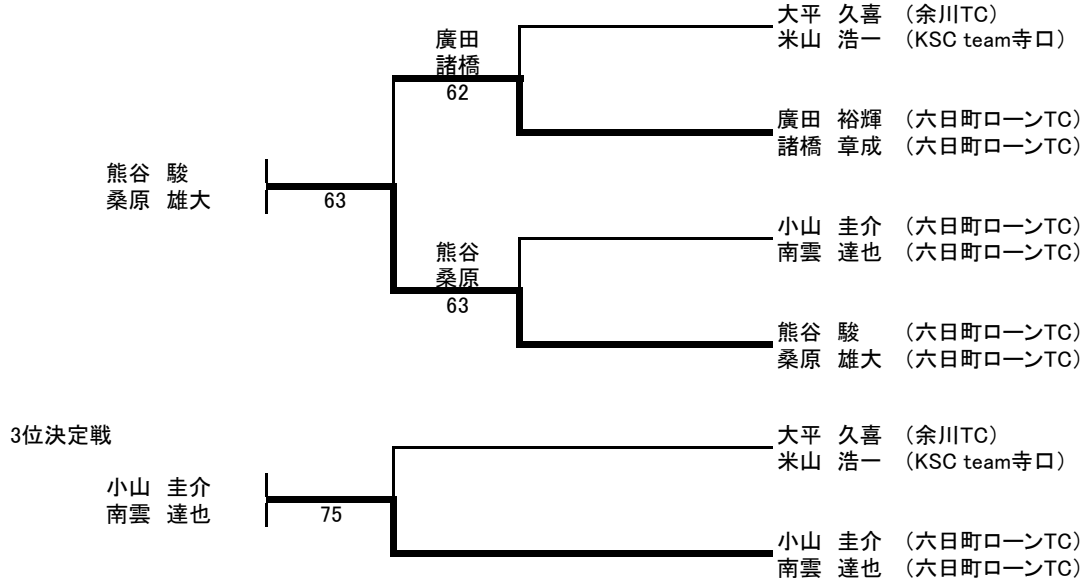 大平 久喜 (余川TC)
米山 浩一 (KSC team寺口)
廣田
諸橋
62
廣田 裕輝 (六日町ローンTC)
諸橋 章成 (六日町ローンTC)
熊谷 駿
桑原 雄大
63
小山 圭介 (六日町ローンTC)
南雲 達也 (六日町ローンTC)
熊谷
桑原
63
熊谷 駿 (六日町ローンTC)
桑原 雄大 (六日町ローンTC)
3位決定戦
大平 久喜 (余川TC)
米山 浩一 (KSC team寺口)
小山 圭介
南雲 達也
75
小山 圭介 (六日町ローンTC)
南雲 達也 (六日町ローンTC)